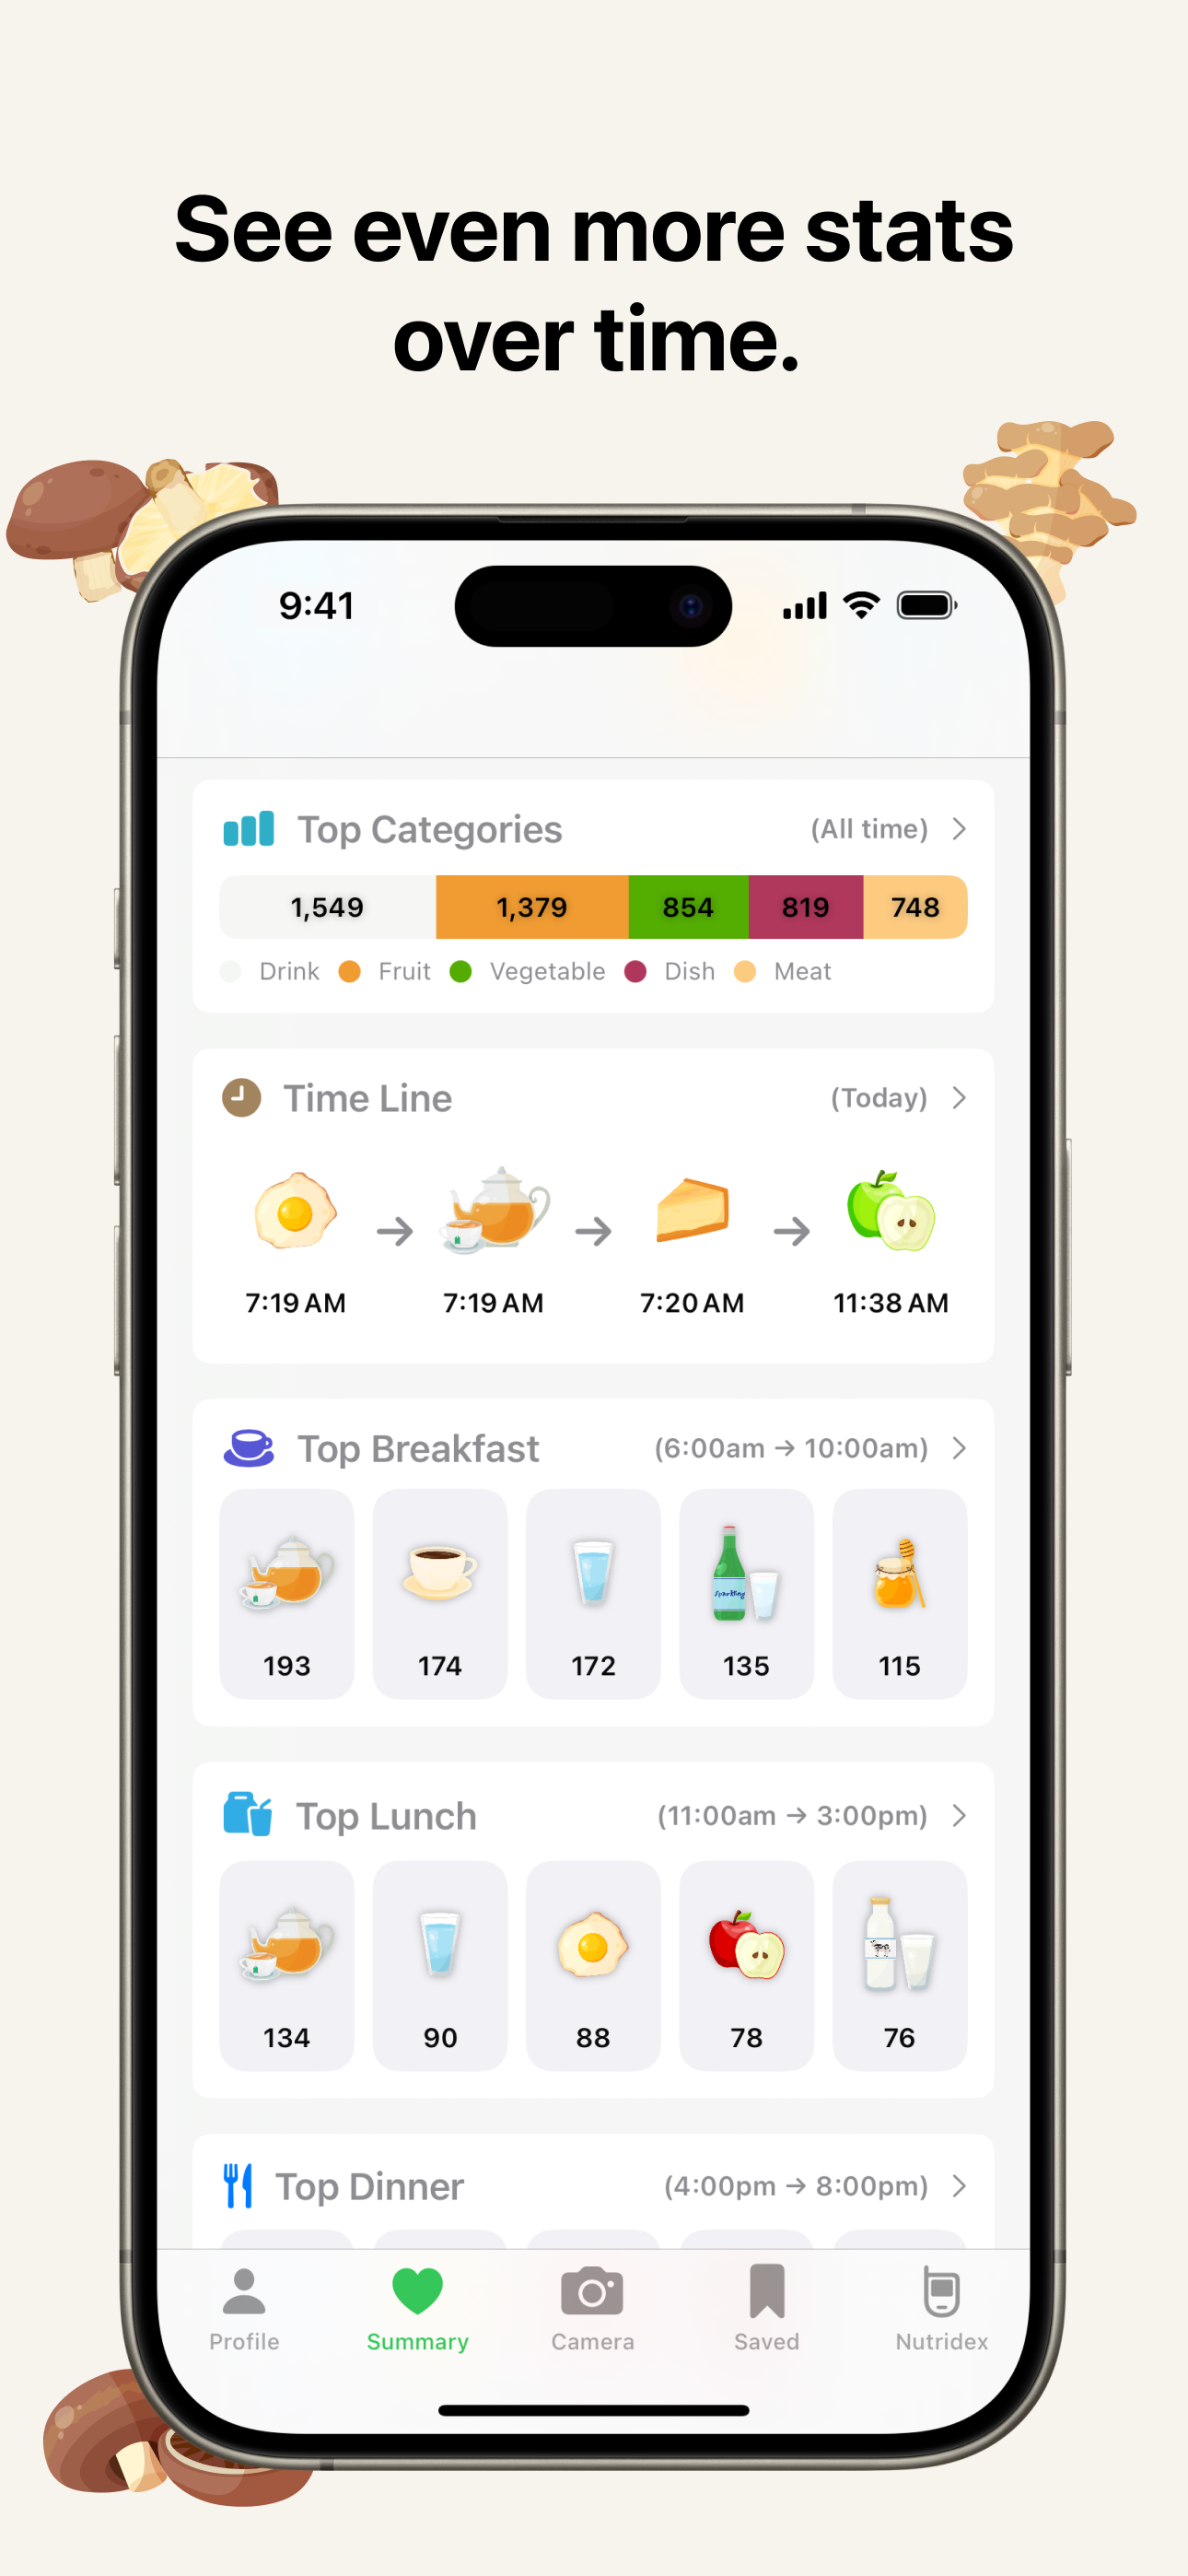 See even more stats
over time.
9:41
Top Categories (All time)
1,549 1,379 854 819 748
Drink Fruit Vegetable Dish Meat
Time Line (Today)
7:19 AM 7:19 AM 7:20 AM 11:38 AM
Top Breakfast (6:00am → 10:00am)
Sparkling
193 174 172 135 115
Top Lunch (11:00am → 3:00pm)
134 90 88 78 76
Top Dinner (4:00pm → 8:00pm)
Profile Summary Camera Saved Nutridex